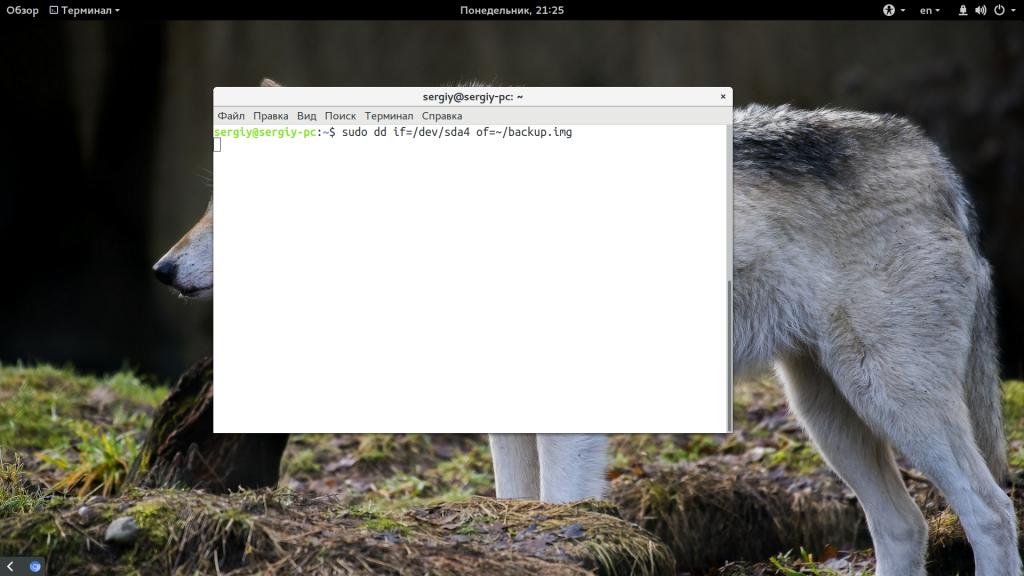 Обзор Терминал Понедельник, 21:25 en
sergiy@sergiy-pc: ~
Файл Правка Вид Поиск Терминал Справка
sergiy@sergiy-pc:~$ sudo dd if=/dev/sda4 of=~/backup.img